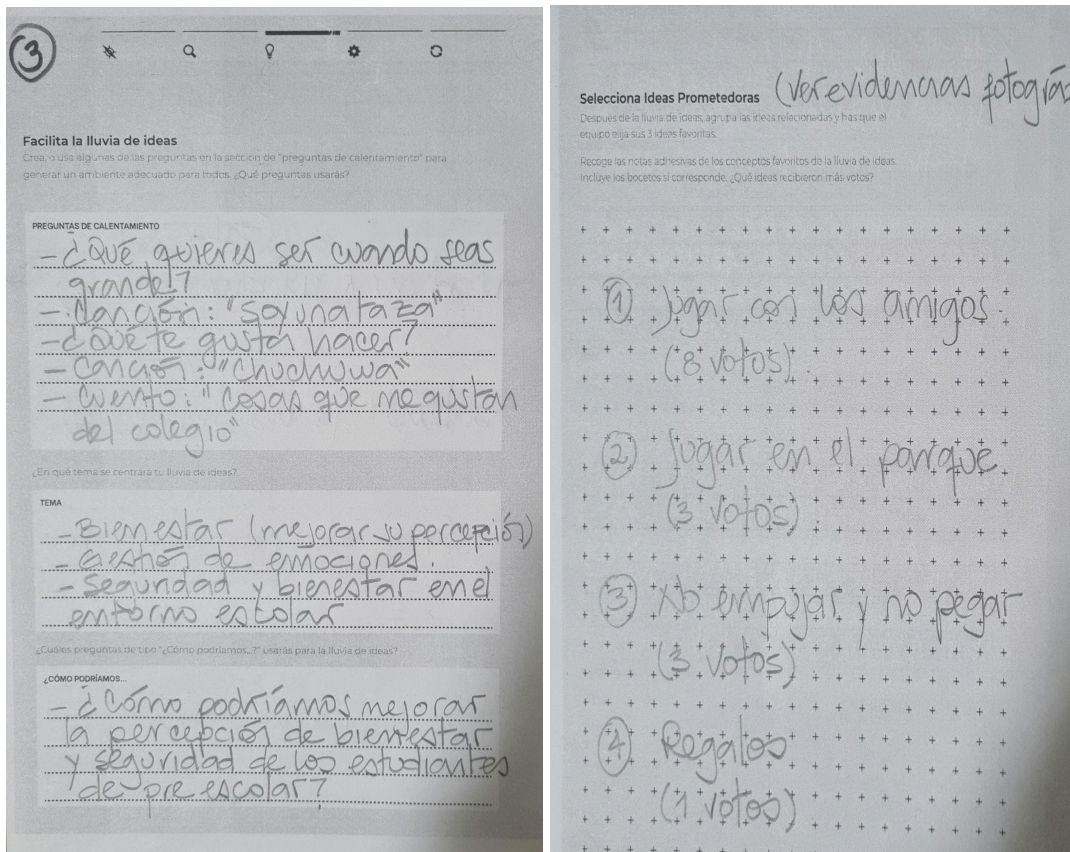 3
Facilita la lluvia de ideas
Crea, o usa algunas de las preguntas en la sección de "preguntas de calentamiento" para
generar un ambiente adecuado para todos. ¿Qué preguntas usarás?
PREGUNTAS DE CALENTAMIENTO
- ¿Qué quieres ser cuando seas
grande?
- Canción: "Soy una taza"
- ¿Qué te gusta hacer?
- Canción: "Chuchuwa"
- Cuento: "Cosas que me gustan
del colegio"
¿En qué tema se centrará tu lluvia de ideas?
TEMA
- Bienestar (mejorar su percepción)
- Gestión de emociones.
- Seguridad y bienestar en el
entorno escolar
¿Cuáles preguntas de tipo "¿Cómo podríamos...?" usarás para la lluvia de ideas?
¿CÓMO PODRÍAMOS...
- ¿Cómo podríamos mejorar
la percepción de bienestar
y seguridad de los estudiantes
de preescolar?
Selecciona Ideas Prometedoras (Ver evidencias fotográ
Después de la lluvia de ideas, agrupa las ideas relacionadas y has que el
equipo elija sus 3 ideas favoritas.
Recoge las notas adhesivas de los conceptos favoritos de la lluvia de ideas.
Incluye los bocetos si corresponde. ¿Qué ideas recibieron más votos?
1 Jugar con los amigos.
(8 votos).
2 Jugar en el parque
(3 votos).
3 No empujar y no pegar
(3 votos).
4 Regalos
(1 votos)